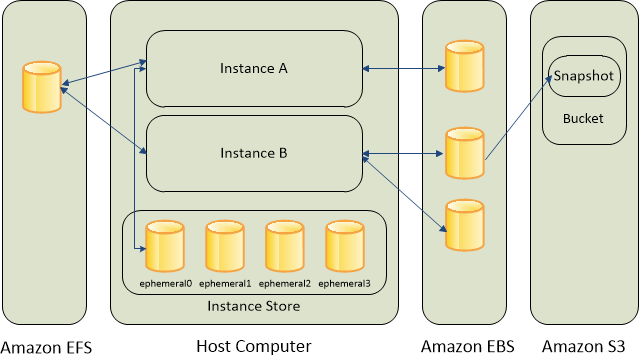 Instance A
Instance B
ephemeral0
ephemeral1
ephemeral2
ephemeral3
Instance Store
Snapshot
Bucket
Amazon EFS
Host Computer
Amazon EBS
Amazon S3